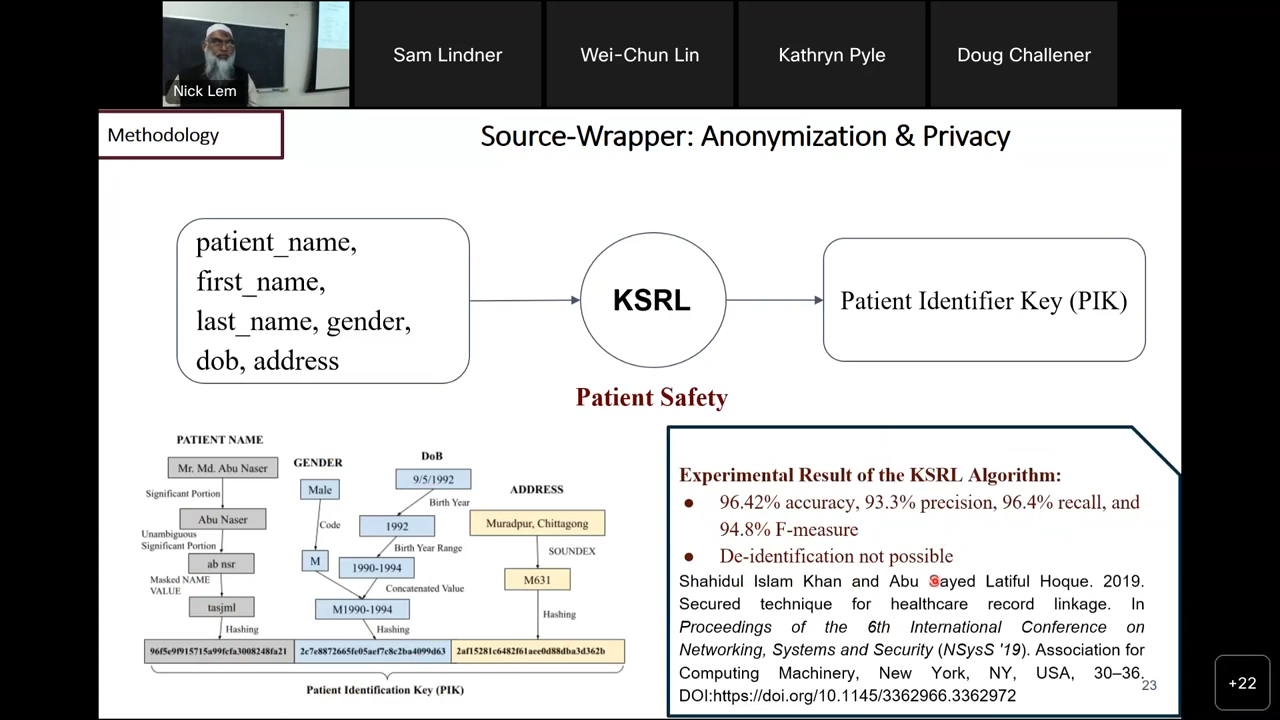 Nick Lem
Sam Lindner
Wei-Chun Lin
Kathryn Pyle
Doug Challener
Methodology
Source-Wrapper: Anonymization & Privacy
patient_name,
first_name,
last_name, gender,
dob, address
KSRL
Patient Identifier Key (PIK)
Patient Safety
PATIENT NAME
Mr. Md. Abu Naser
Significant Portion
Abu Naser
Unambiguous
Significant Portion
ab nsr
Masked NAME
VALUE
tasjml
Hashing
96f5e9f915715a99fcfa3008248fa21
GENDER
Male
Code
M
DoB
9/5/1992
Birth Year
1992
Birth Year Range
1990-1994
Concatenated Value
M1990-1994
Hashing
2c7e8872665fe05aef7c8c2ba4099d63
ADDRESS
Muradpur, Chittagong
SOUNDEX
M631
Hashing
2af15281c6482f61aee0d88dba3d362b
Patient Identification Key (PIK)
Experimental Result of the KSRL Algorithm:
● 96.42% accuracy, 93.3% precision, 96.4% recall, and
94.8% F-measure
● De-identification not possible
Shahidul Islam Khan and Abu Sayed Latiful Hoque. 2019.
Secured technique for healthcare record linkage. In
Proceedings of the 6th International Conference on
Networking, Systems and Security (NSysS '19). Association for
Computing Machinery, New York, NY, USA, 30–36.
DOI:https://doi.org/10.1145/3362966.3362972
23
+22